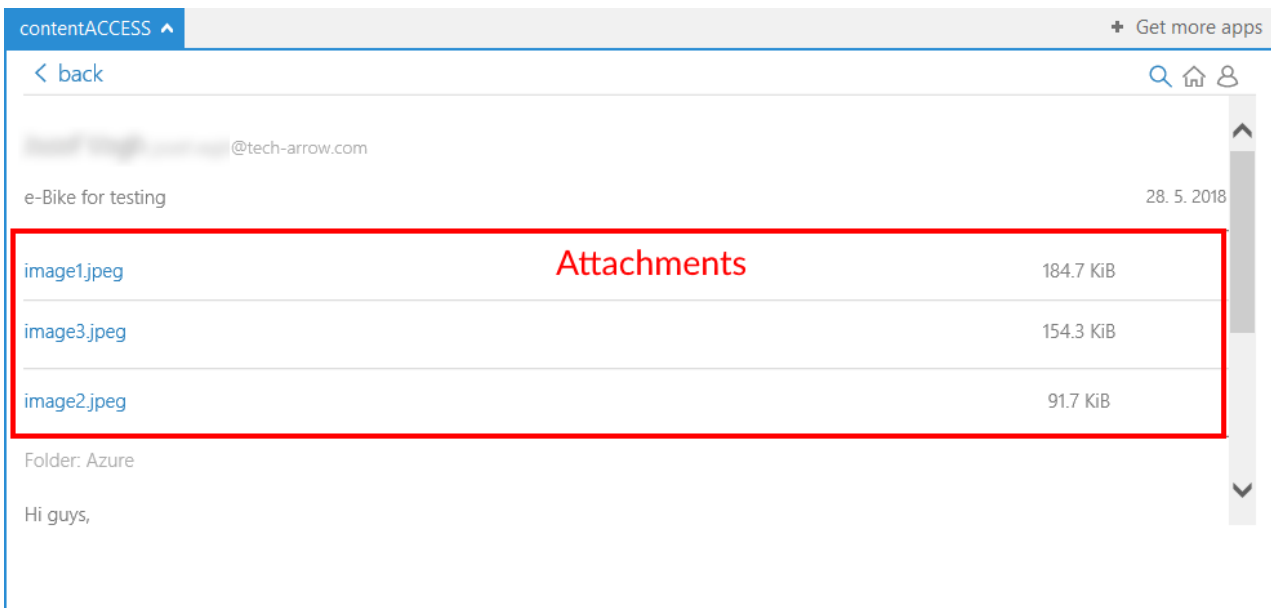 contentACCESS
+ Get more apps
back
@tech-arrow.com
e-Bike for testing 28. 5. 2018
Attachments
image1.jpeg 184.7 KiB
image3.jpeg 154.3 KiB
image2.jpeg 91.7 KiB
Folder: Azure
Hi guys,